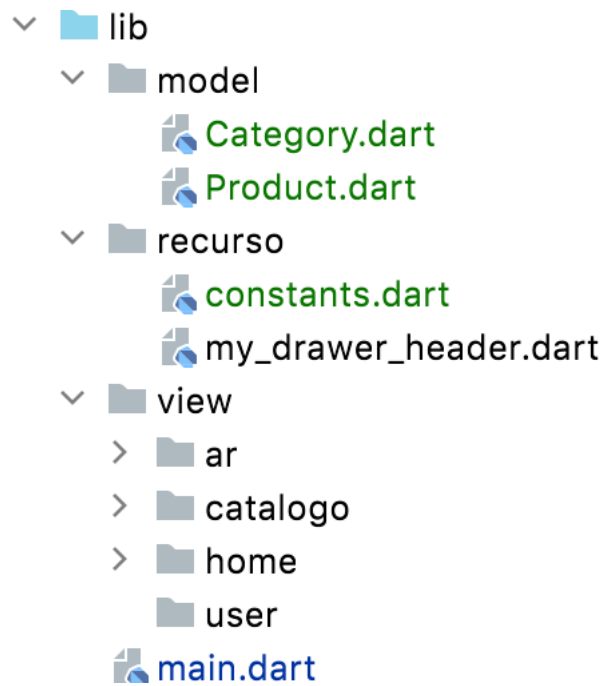 lib
model
Category.dart
Product.dart
recurso
constants.dart
my_drawer_header.dart
view
ar
catalogo
home
user
main.dart